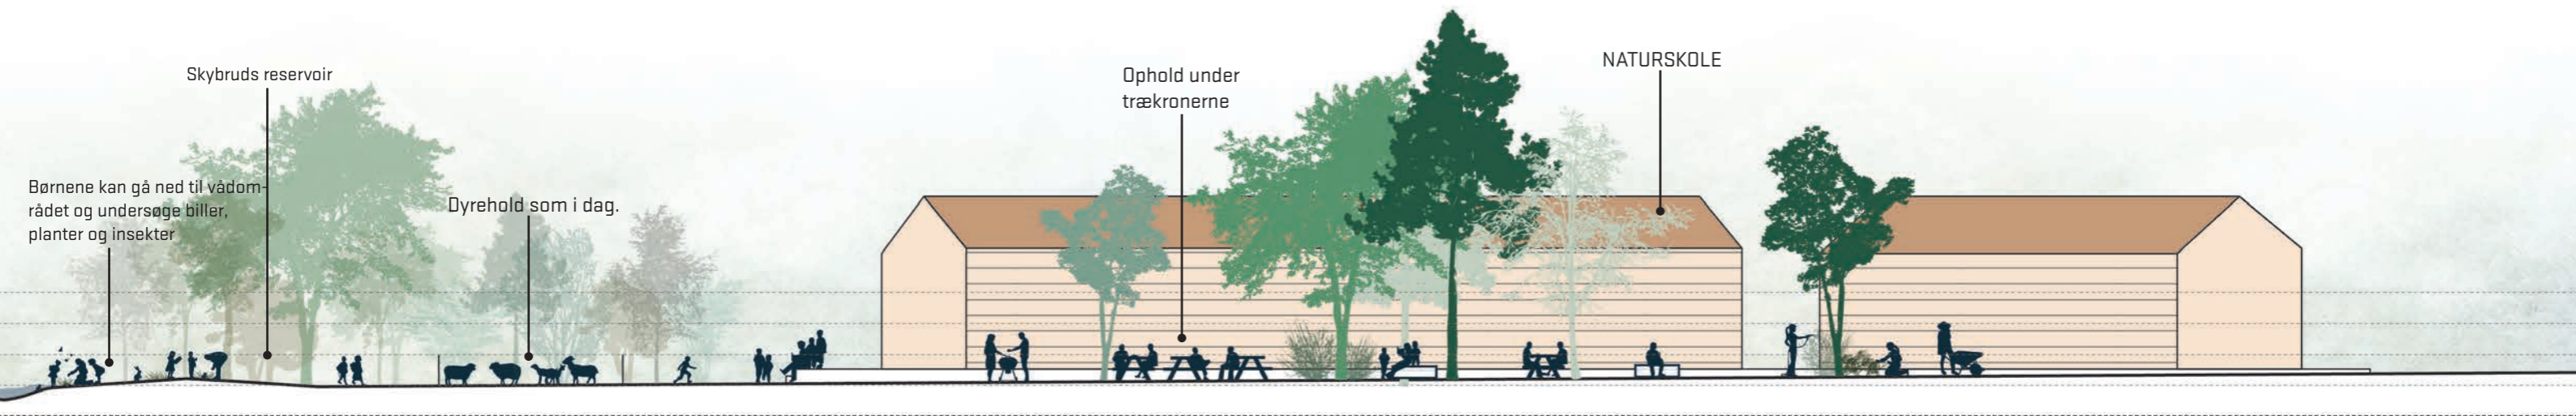 Skybruds reservoir
Børnene kan gå ned til vådom-
rådet og undersøge biller,
planter og insekter
Dyrehold som i dag.
Ophold under
trækronerne
NATURSKOLE